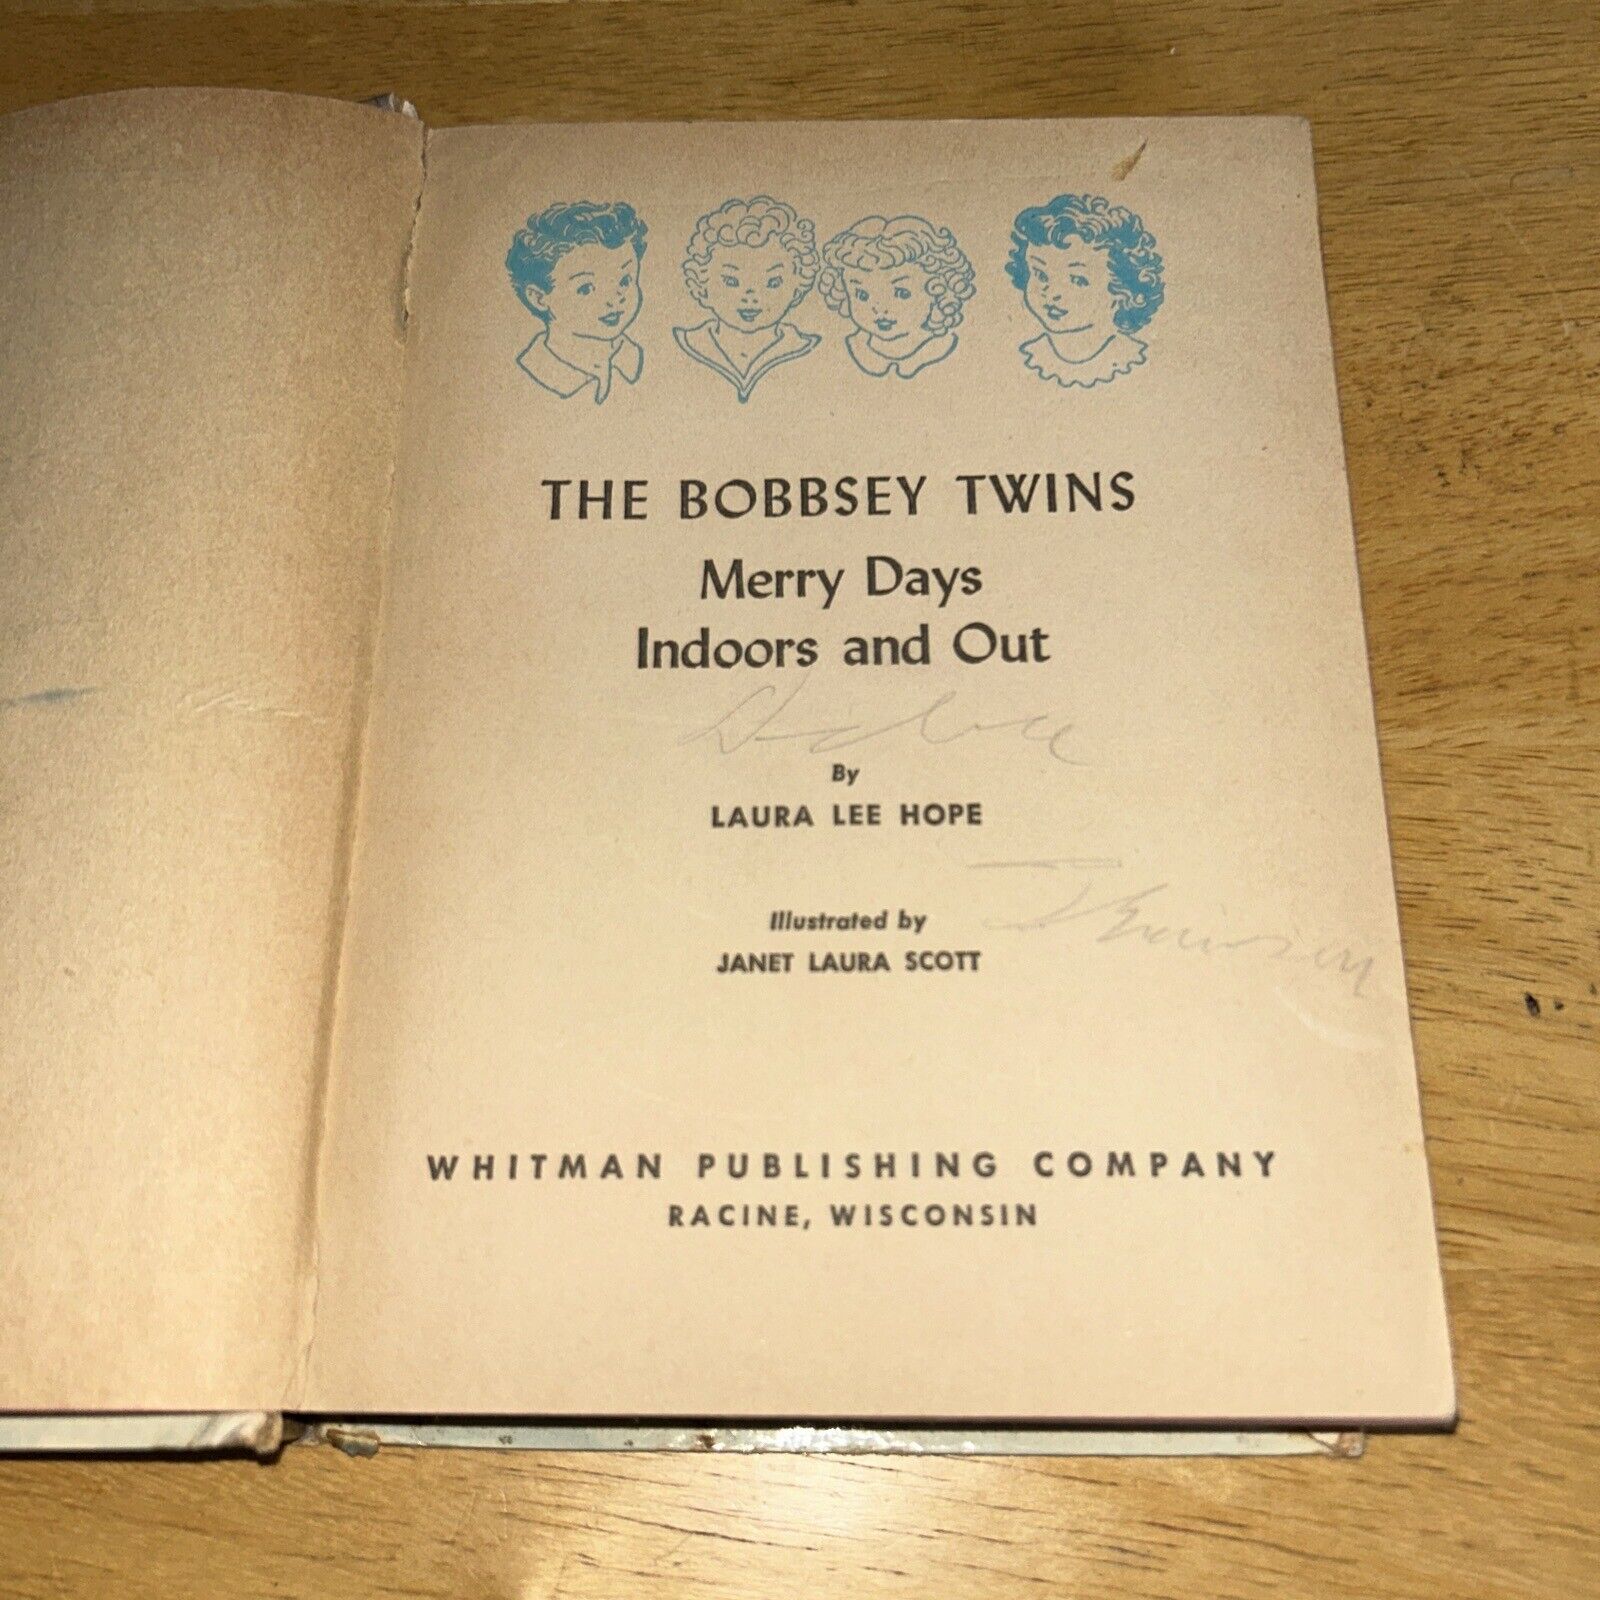 THE BOBBSEY TWINS
Merry Days
Indoors and Out
By
LAURA LEE HOPE
Illustrated by
JANET LAURA SCOTT
WHITMAN PUBLISHING COMPANY
RACINE, WISCONSIN